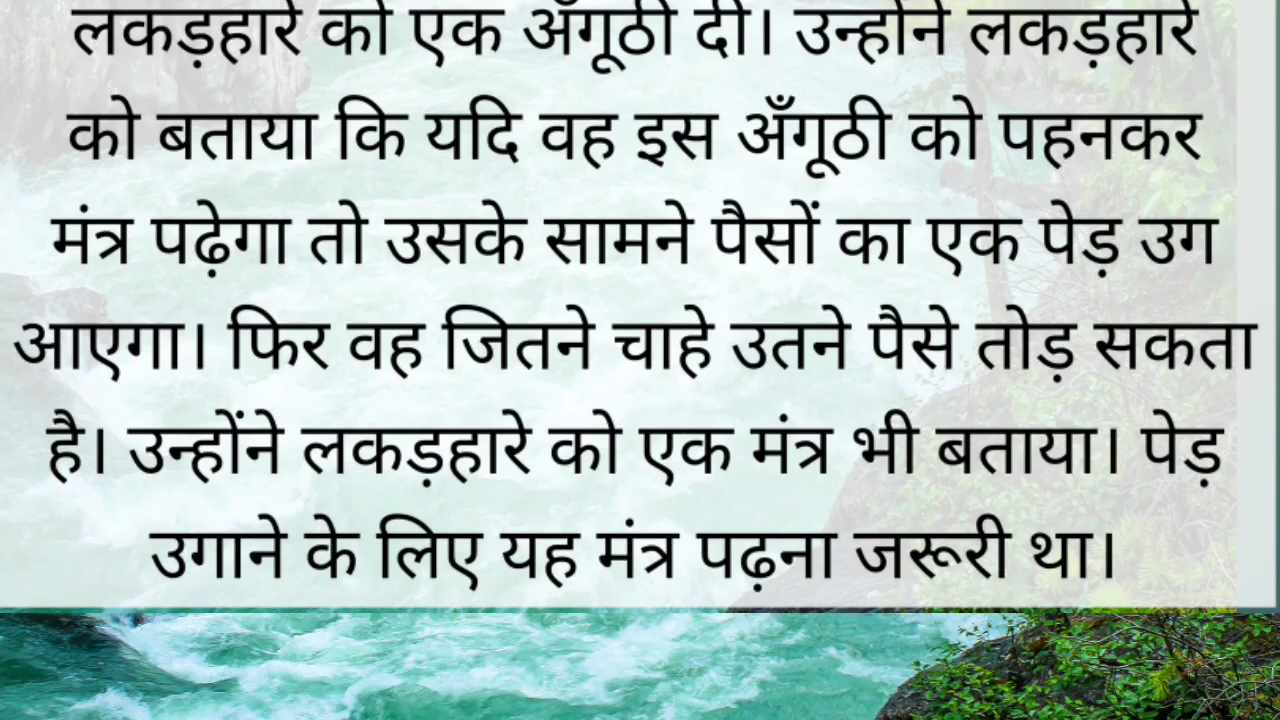 लकड़हारे को एक अँगूठी दी। उन्होंने लकड़हारे
को बताया कि यदि वह इस अँगूठी को पहनकर
मंत्र पढ़ेगा तो उसके सामने पैसों का एक पेड़ उग
आएगा। फिर वह जितने चाहे उतने पैसे तोड़ सकता
है। उन्होंने लकड़हारे को एक मंत्र भी बताया। पेड़
उगाने के लिए यह मंत्र पढ़ना जरूरी था।